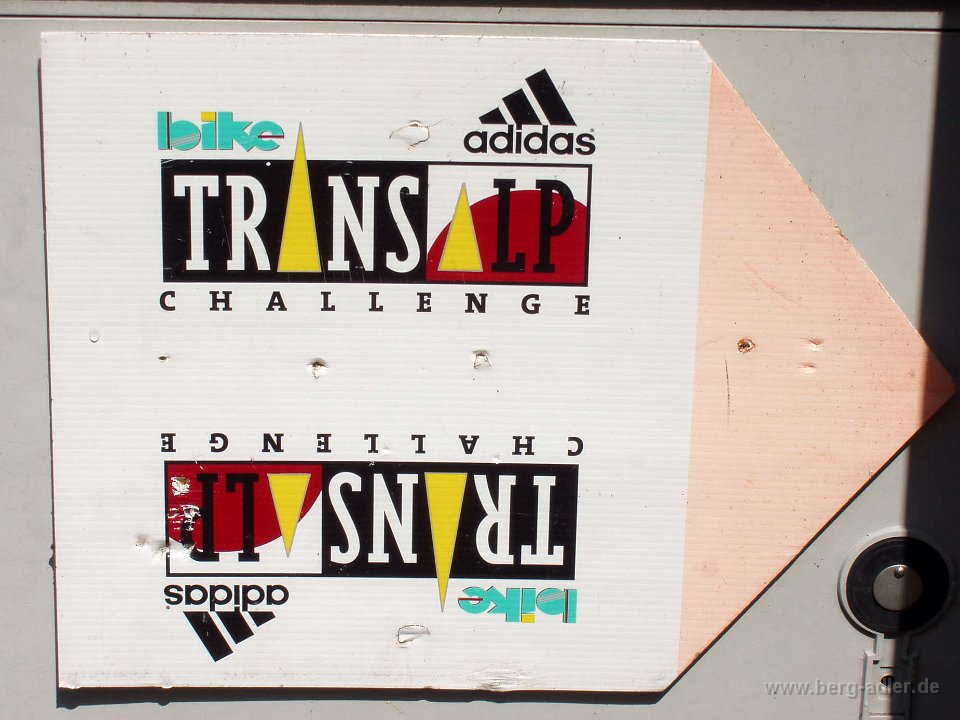 bike adidas
TRANSALP
CHALLENGE
CHALLENGE
TRANSALP
bike adidas
www.berg-adler.de